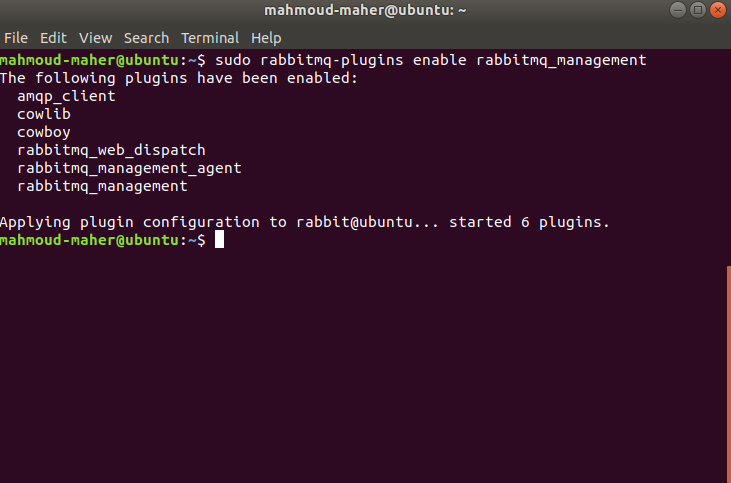 mahmoud-maher@ubuntu: ~
File Edit View Search Terminal Help
mahmoud-maher@ubuntu:~$ sudo rabbitmq-plugins enable rabbitmq_management
The following plugins have been enabled:
  amqp_client
  cowlib
  cowboy
  rabbitmq_web_dispatch
  rabbitmq_management_agent
  rabbitmq_management
Applying plugin configuration to rabbit@ubuntu... started 6 plugins.
mahmoud-maher@ubuntu:~$